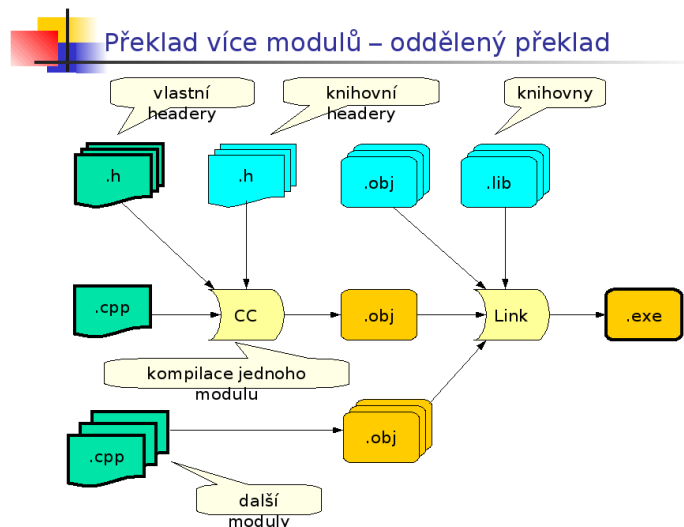 Překlad více modulů – oddělený překlad
vlastní
headery
knihovní
headery
knihovny
.h
.h
.obj
.lib
.cpp
CC
.obj
Link
.exe
kompilace jednoho
modulu
.cpp
.obj
další
moduly